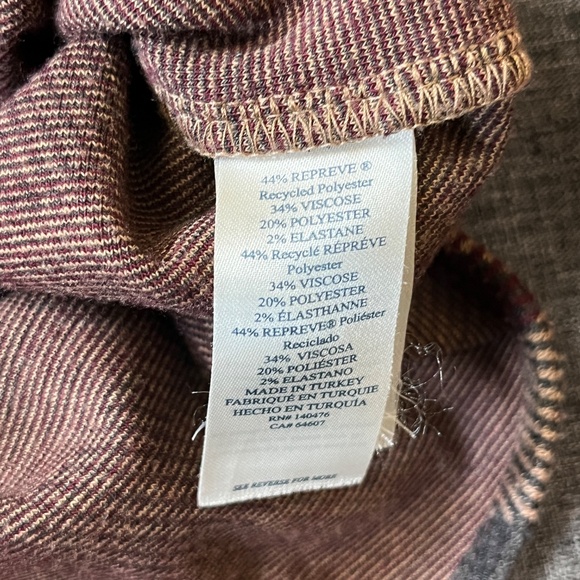 44% REPREVE ®
Recycled Polyester
34% VISCOSE
20% POLYESTER
2% ELASTANE
44% Recyclé RÉPRÊVE
Polyester
34% VISCOSE
20% POLYESTER
2% ÉLASTHANNE
44% REPREVE® Poliéster
Reciclado
34% VISCOSA
20% POLIÉSTER
2% ELASTANO
MADE IN TURKEY
FABRIQUÉ EN TURQUIE
HECHO EN TURQUÍA
RN# 140476
CA# 64607
SEE REVERSE FOR MORE